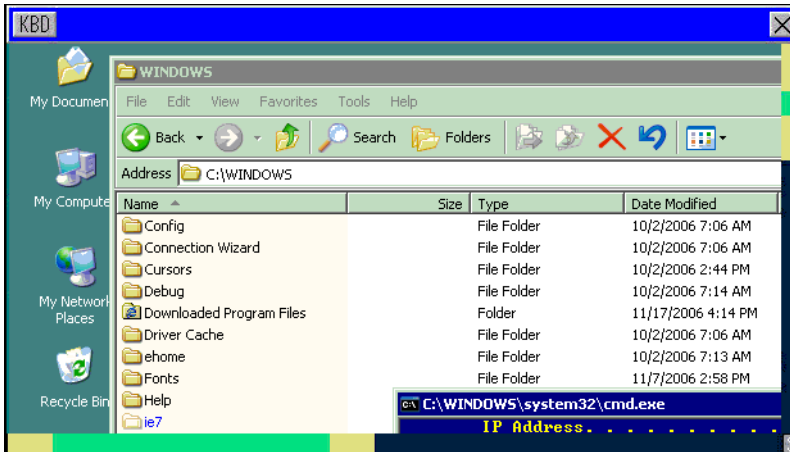 KBD
My Documen
My Compute
My Network
Places
Recycle Bin
WINDOWS
File Edit View Favorites Tools Help
Back Search Folders
Address C:\WINDOWS
Name Size Type Date Modified
Config File Folder 10/2/2006 7:06 AM
Connection Wizard File Folder 10/2/2006 7:06 AM
Cursors File Folder 10/2/2006 2:44 PM
Debug File Folder 10/2/2006 7:14 AM
Downloaded Program Files Folder 11/17/2006 4:14 PM
Driver Cache File Folder 10/2/2006 7:06 AM
ehome File Folder 10/2/2006 7:13 AM
Fonts File Folder 11/7/2006 2:58 PM
Help
ie7
C:\WINDOWS\system32\cmd.exe
IP Address. . . . . . . . . .